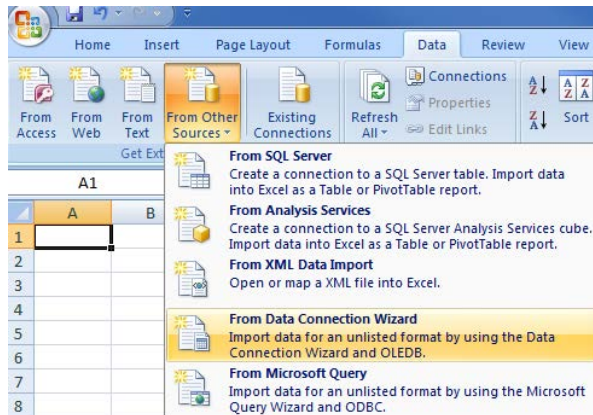 Home Insert Page Layout Formulas Data Review View
From Access
From Web
From Text
From Other Sources
Existing Connections
Refresh All
Connections
Properties
Edit Links
A Z
Z A
A Z
Z A
Sort
Get Ext
A1
From SQL Server
Create a connection to a SQL Server table. Import data
into Excel as a Table or PivotTable report.
From Analysis Services
Create a connection to a SQL Server Analysis Services cube.
Import data into Excel as a Table or PivotTable report.
From XML Data Import
Open or map a XML file into Excel.
From Data Connection Wizard
Import data for an unlisted format by using the Data
Connection Wizard and OLEDB.
From Microsoft Query
Import data for an unlisted format by using the Microsoft
Query Wizard and ODBC.
A B
1
2
3
4
5
6
7
8